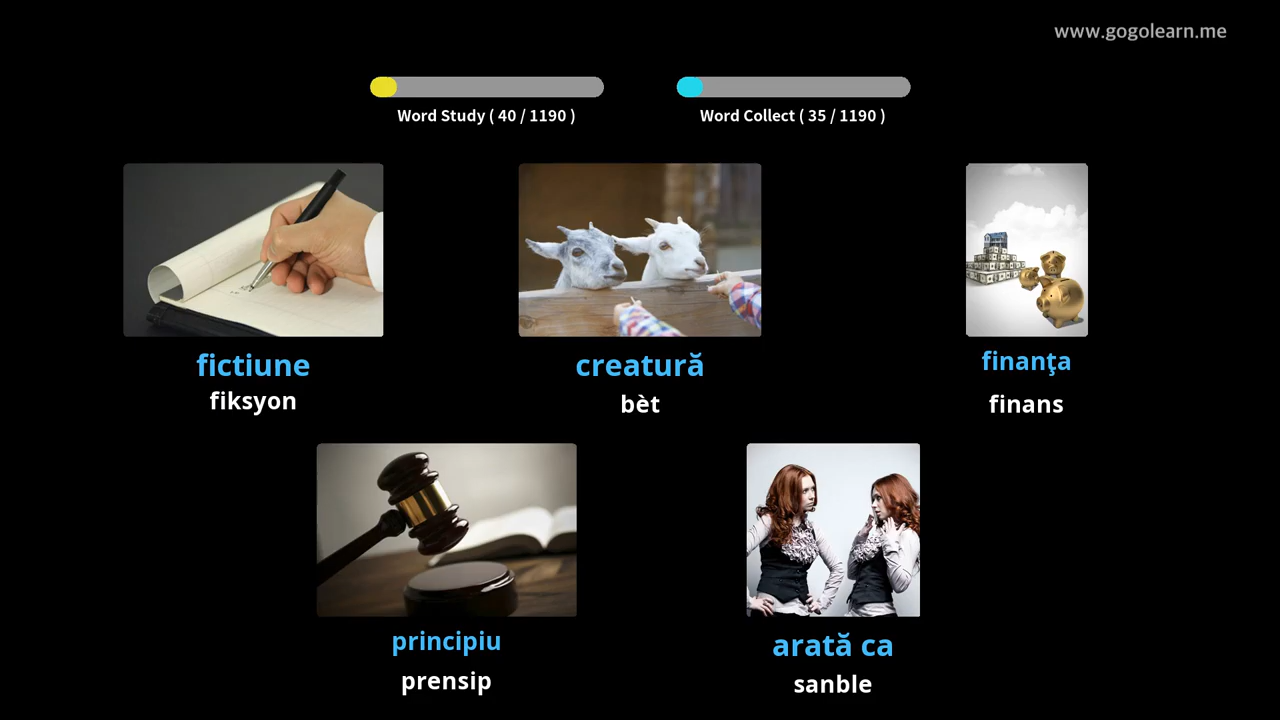 www.gogolearn.me
Word Study ( 40 / 1190 )
Word Collect ( 35 / 1190 )
fictiune
fiksyon
creatură
bèt
finanţa
finans
principiu
prensip
arată ca
sanble